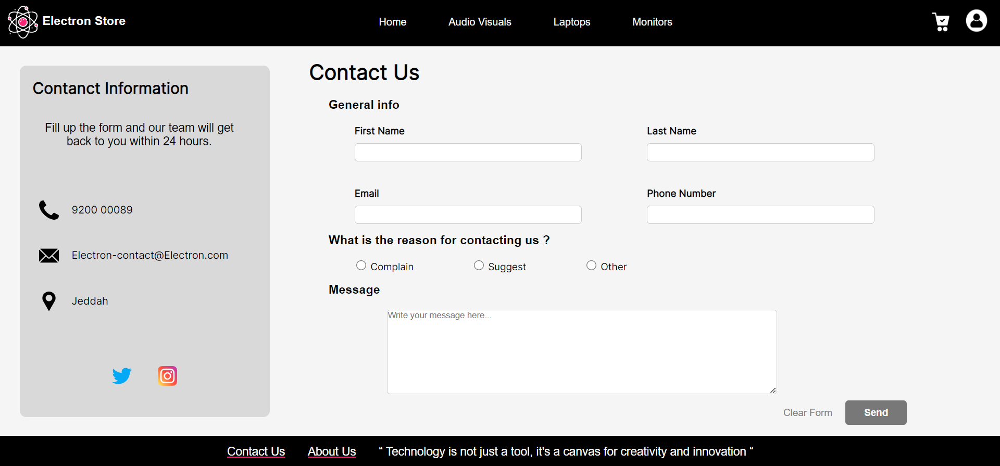 Electron Store
Home
Audio Visuals
Laptops
Monitors
Contanct Information
Fill up the form and our team will get
back to you within 24 hours.
9200 00089
Electron-contact@Electron.com
Jeddah
Contact Us
General info
First Name
Last Name
Email
Phone Number
What is the reason for contacting us ?
Complain
Suggest
Other
Message
Write your message here...
Clear Form
Send
Contact Us
About Us
“ Technology is not just a tool, it's a canvas for creativity and innovation “